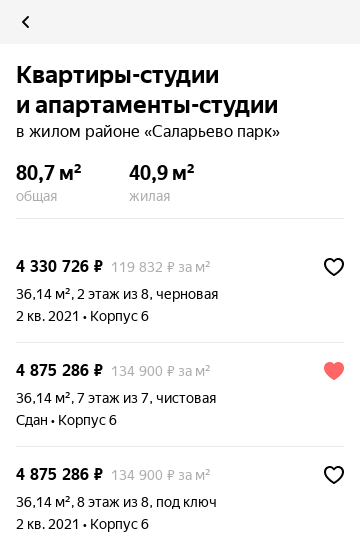 Квартиры-студии
и апартаменты-студии
в жилом районе «Саларьево парк»
80,7 м² 40,9 м²
общая жилая
4 330 726 ₽ 119 832 ₽ за м²
36,14 м², 2 этаж из 8, черновая
2 кв. 2021 • Корпус 6
4 875 286 ₽ 134 900 ₽ за м²
36,14 м², 7 этаж из 7, чистовая
Сдан • Корпус 6
4 875 286 ₽ 134 900 ₽ за м²
36,14 м², 8 этаж из 8, под ключ
2 кв. 2021 • Корпус 6